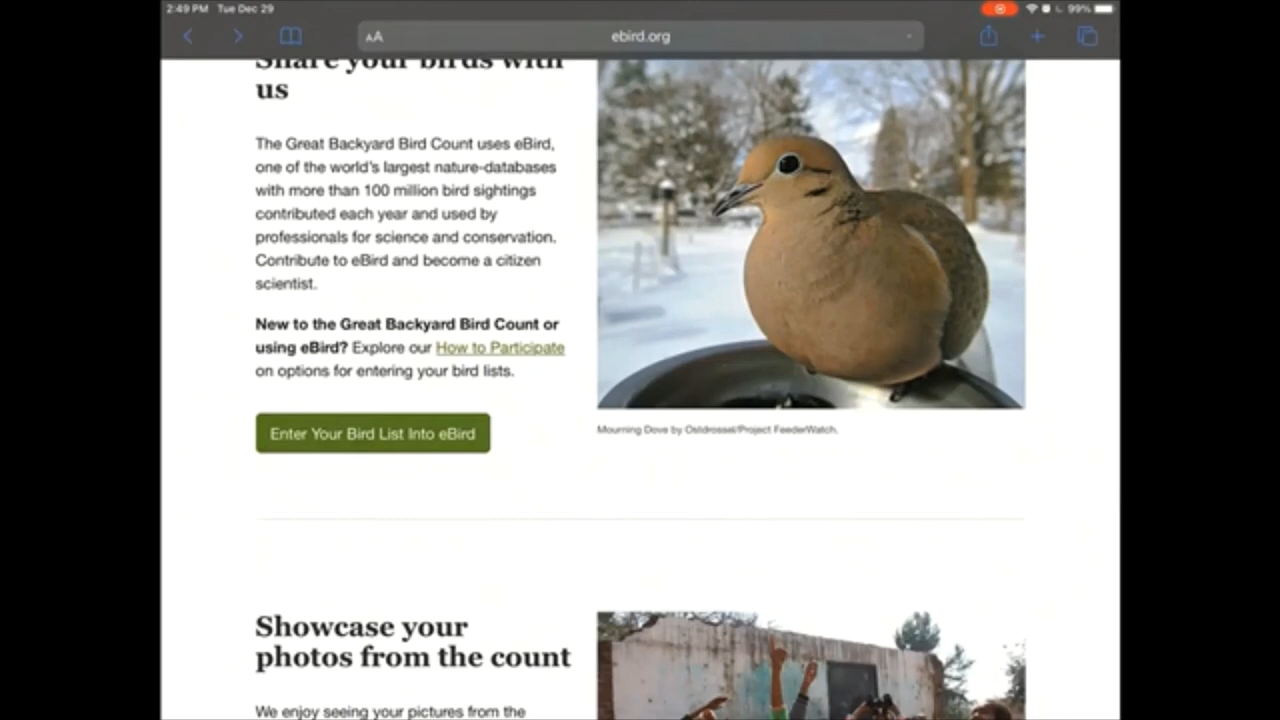 2:49 PM Tue Dec 29
99%
AA
ebird.org
Share your birds with
us
The Great Backyard Bird Count uses eBird,
one of the world's largest nature-databases
with more than 100 million bird sightings
contributed each year and used by
professionals for science and conservation.
Contribute to eBird and become a citizen
scientist.
New to the Great Backyard Bird Count or
using eBird? Explore our How to Participate
on options for entering your bird lists.
Enter Your Bird List Into eBird
Mourning Dove by Ostdrossel/Project FeederWatch.
Showcase your
photos from the count
We enjoy seeing your pictures from the